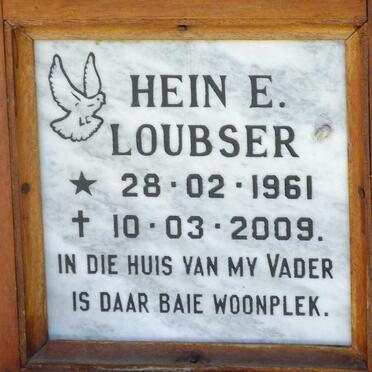 HEIN E.
LOUBSER
★ 28·02·1961
✝ 10·03·2009.
IN DIE HUIS VAN MY VADER
IS DAAR BAIE WOONPLEK.